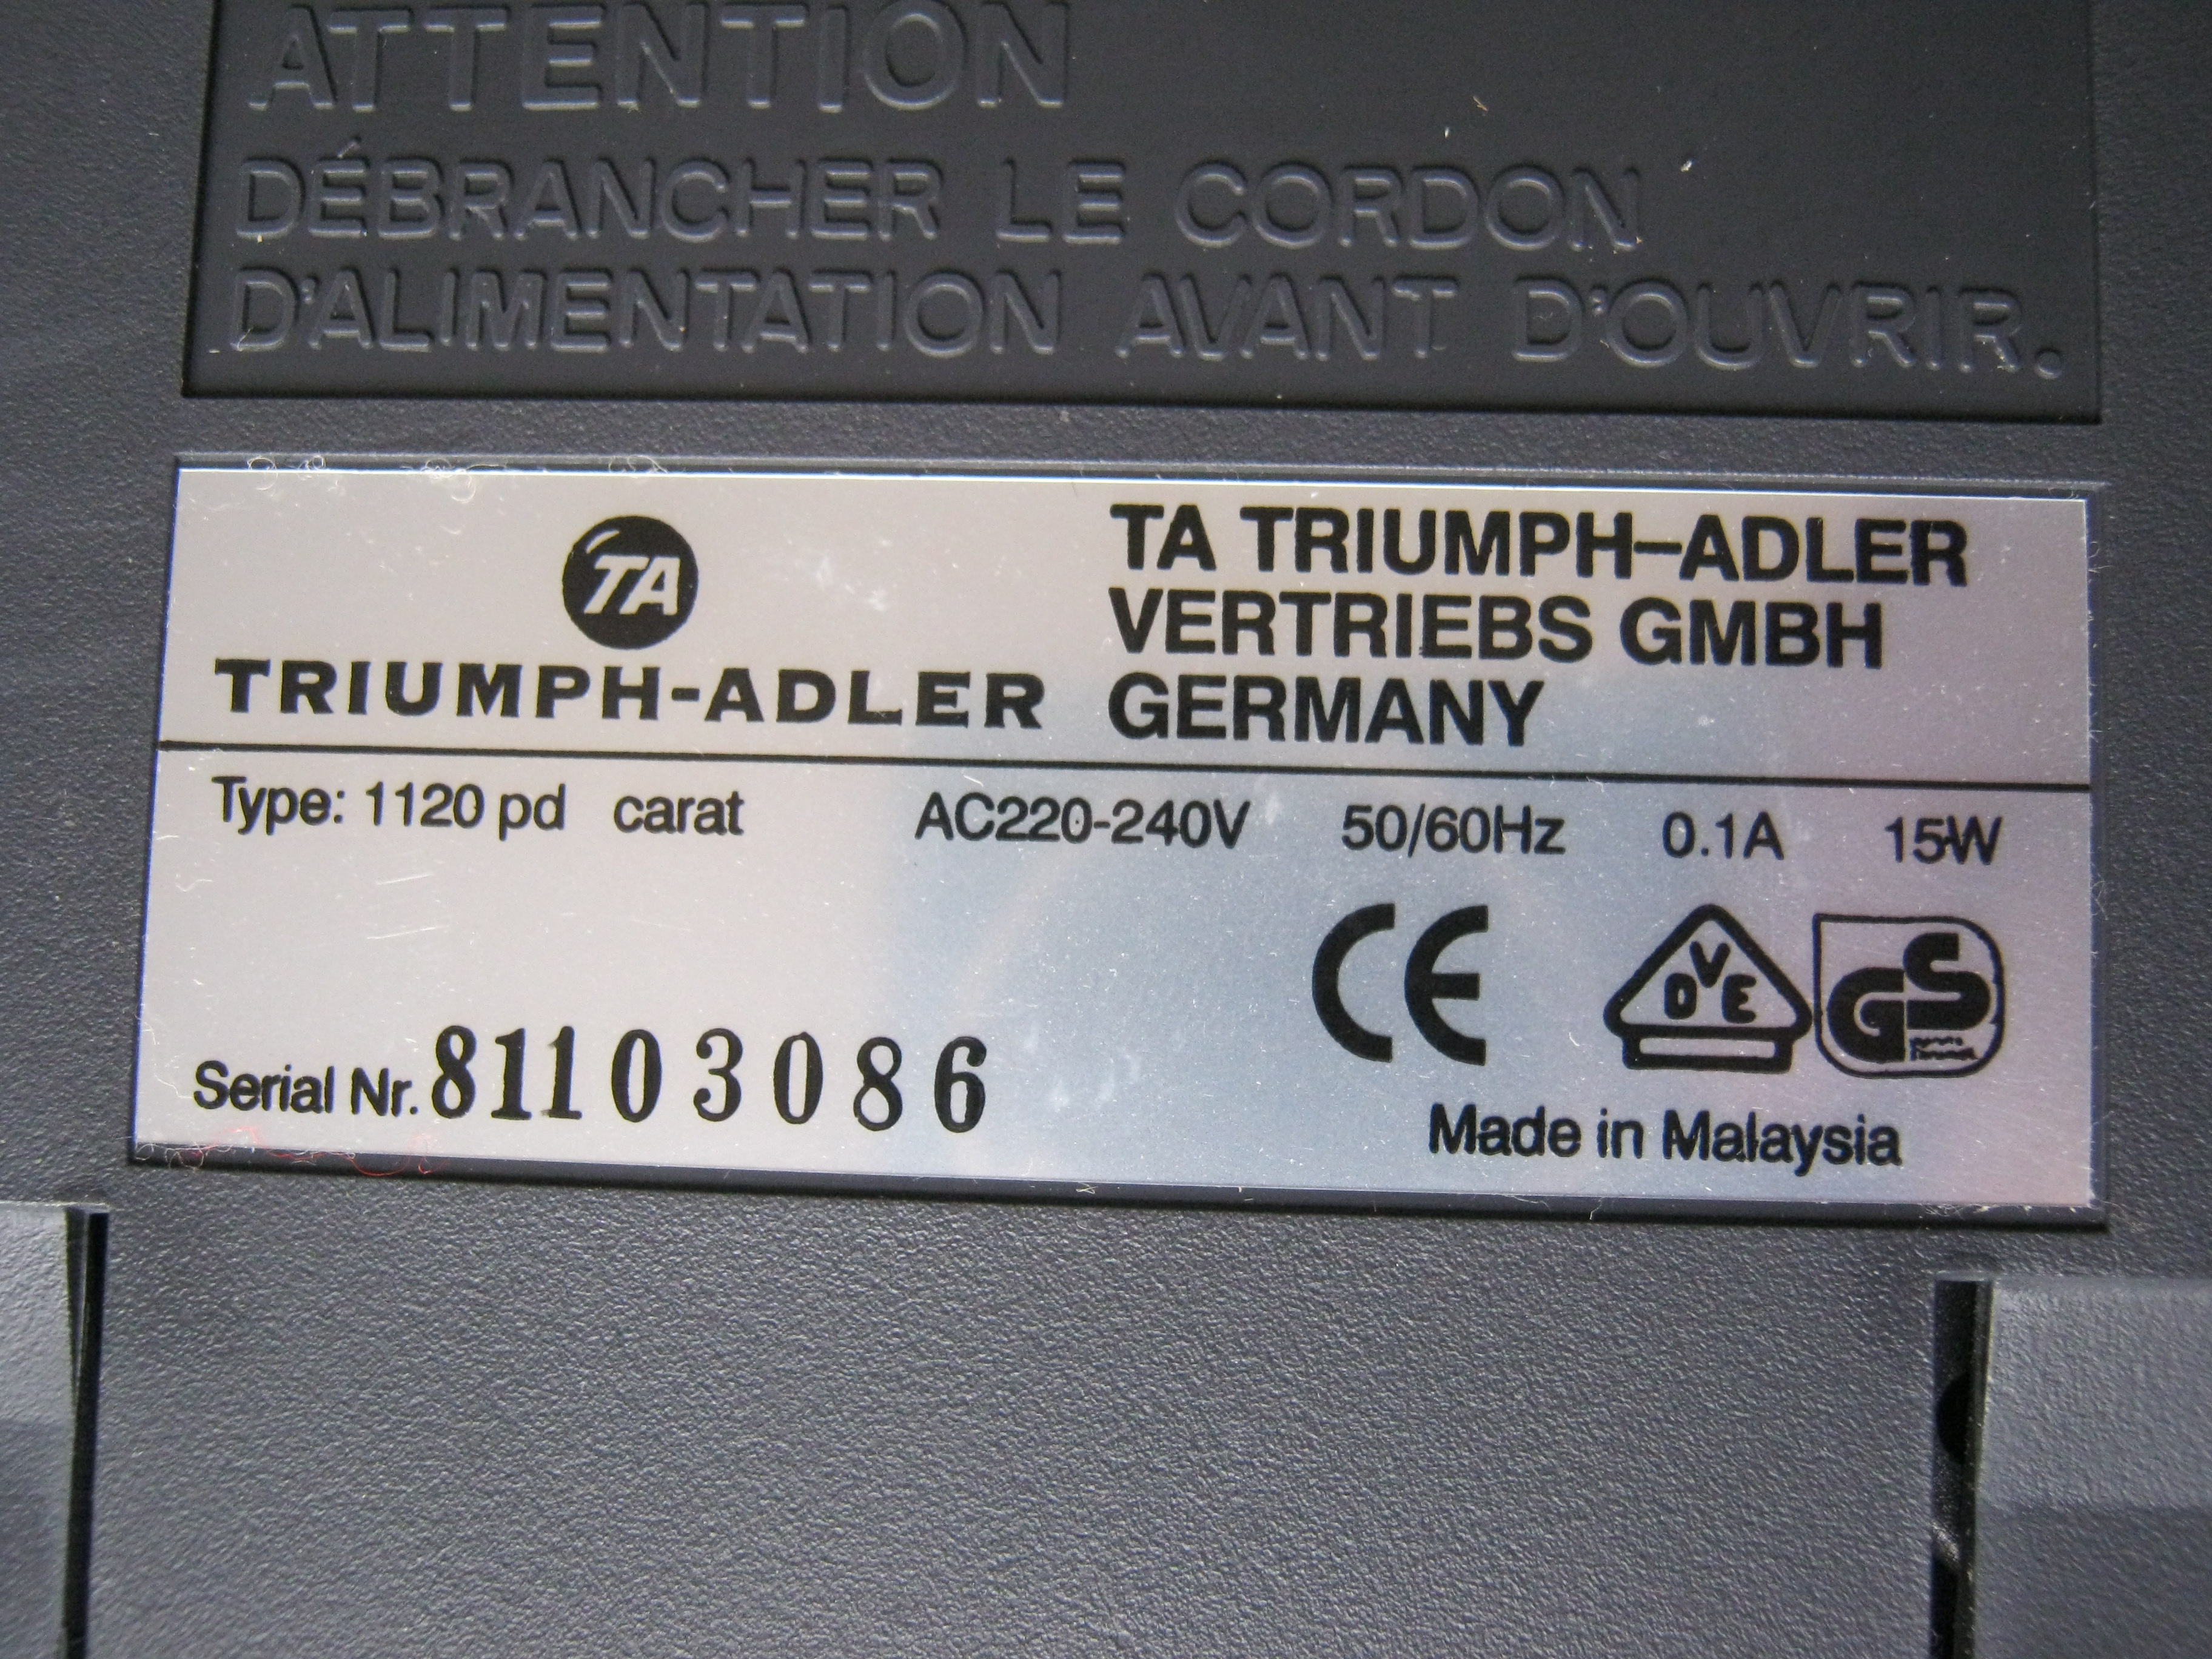 ATTENTION
DÉBRANCHER LE CORDON
D'ALIMENTATION AVANT D'OUVRIR.
TA
TRIUMPH-ADLER
TA TRIUMPH-ADLER
VERTRIEBS GMBH
GERMANY
Type: 1120 pd carat AC220-240V 50/60Hz 0.1A 15W
CE DVE GS
Serial Nr. 81103086
Made in Malaysia